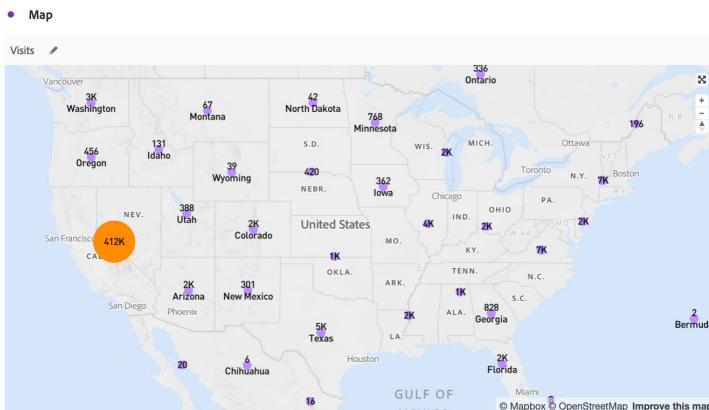 Map
Visits
Vancouver
336
Ontario
3K
Washington
67
Montana
42
North Dakota
768
Minnesota
196
N.B.
456
Oregon
131
Idaho
39
Wyoming
S.D.
420
NEBR.
362
Iowa
WIS.
2K
MICH.
Toronto
Ottawa
VT.
N.Y.
7K
Boston
R.I.
Chicago
PA.
OHIO
IND.
NEV.
388
Utah
2K
Colorado
United States
4K
2K
2K
W.VA.
MD.
San Francisco
412K
MO.
KY.
7K
1K
OKLA.
TENN.
N.C.
2K
Arizona
301
New Mexico
ARK.
1K
S.C.
San Diego
Phoenix
5K
Texas
2K
ALA.
828
Georgia
LA.
2
Bermud
20
6
Chihuahua
Houston
2K
Florida
16
GULF OF
Miami
© Mapbox © OpenStreetMap Improve this map